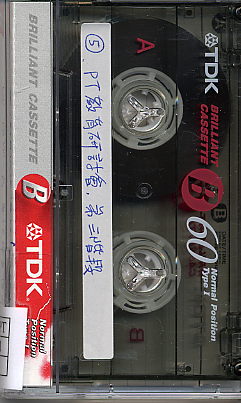 BRILLIANT CASSETTE
B
TDK
Normal
Position
⑤ PT教育研討會. 第三階段
A
TDK
BRILLIANT
CASSETTE
B 60
Normal Position
Type I
B